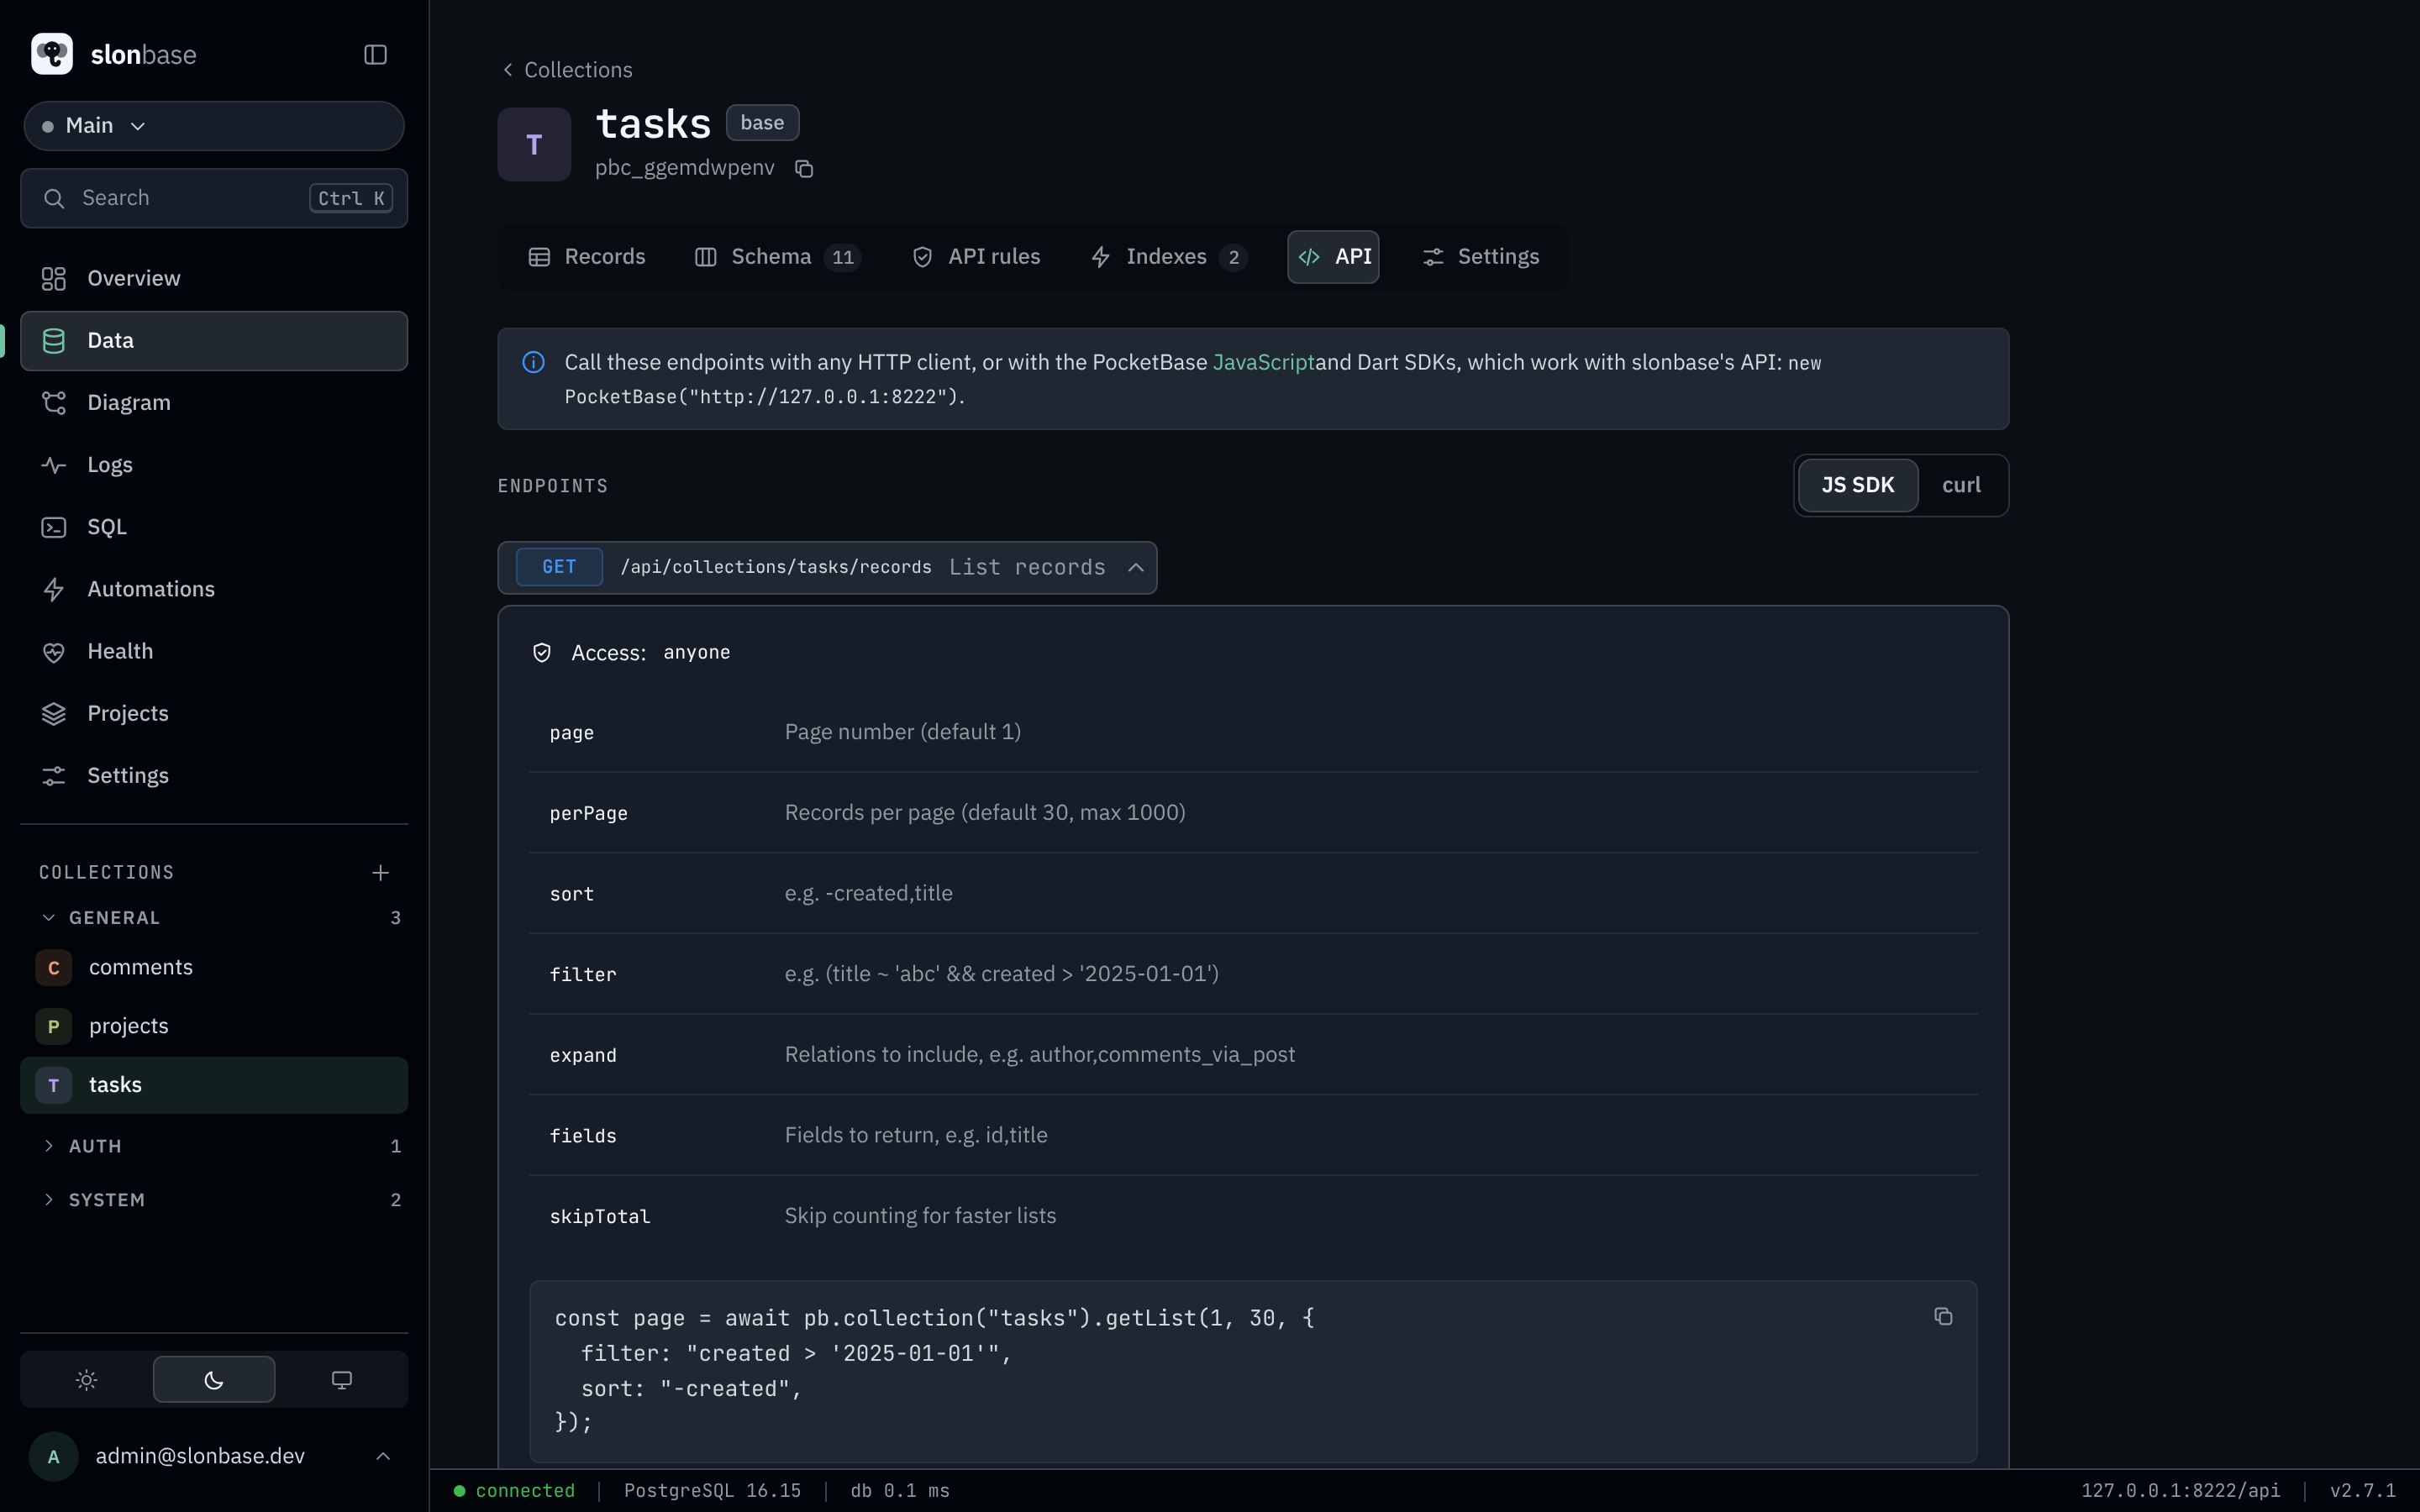 slonbase
Main
Search Ctrl K
Overview
Data
Diagram
Logs
SQL
Automations
Health
Projects
Settings
COLLECTIONS
GENERAL 3
C comments
P projects
T tasks
AUTH 1
SYSTEM 2
A admin@slonbase.dev
Collections
T
tasks base
pbc_ggemdwpenv
Records Schema 11 API rules Indexes 2 API Settings
Call these endpoints with any HTTP client, or with the PocketBase JavaScriptand Dart SDKs, which work with slonbase's API: new
PocketBase("http://127.0.0.1:8222").
ENDPOINTS JS SDK curl
GET /api/collections/tasks/records List records
Access: anyone
page Page number (default 1)
perPage Records per page (default 30, max 1000)
sort e.g. -created,title
filter e.g. (title ~ 'abc' && created > '2025-01-01')
expand Relations to include, e.g. author,comments_via_post
fields Fields to return, e.g. id,title
skipTotal Skip counting for faster lists
const page = await pb.collection("tasks").getList(1, 30, {
  filter: "created > '2025-01-01'",
  sort: "-created",
});
connected | PostgreSQL 16.15 | db 0.1 ms 127.0.0.1:8222/api | v2.7.1